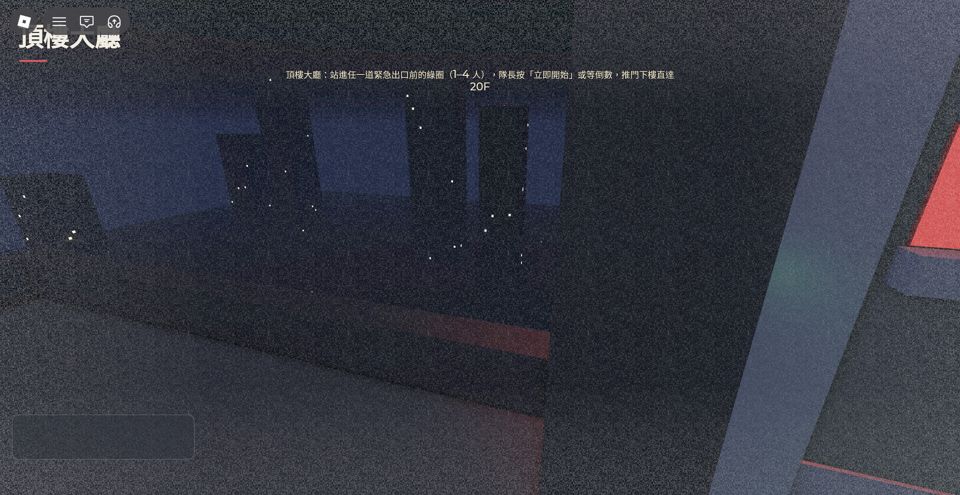 頂樓大廳
頂樓大廳：站進任一道緊急出口前的綠圈（1–4 人），隊長按「立即開始」或等倒數，推門下樓直達
20F